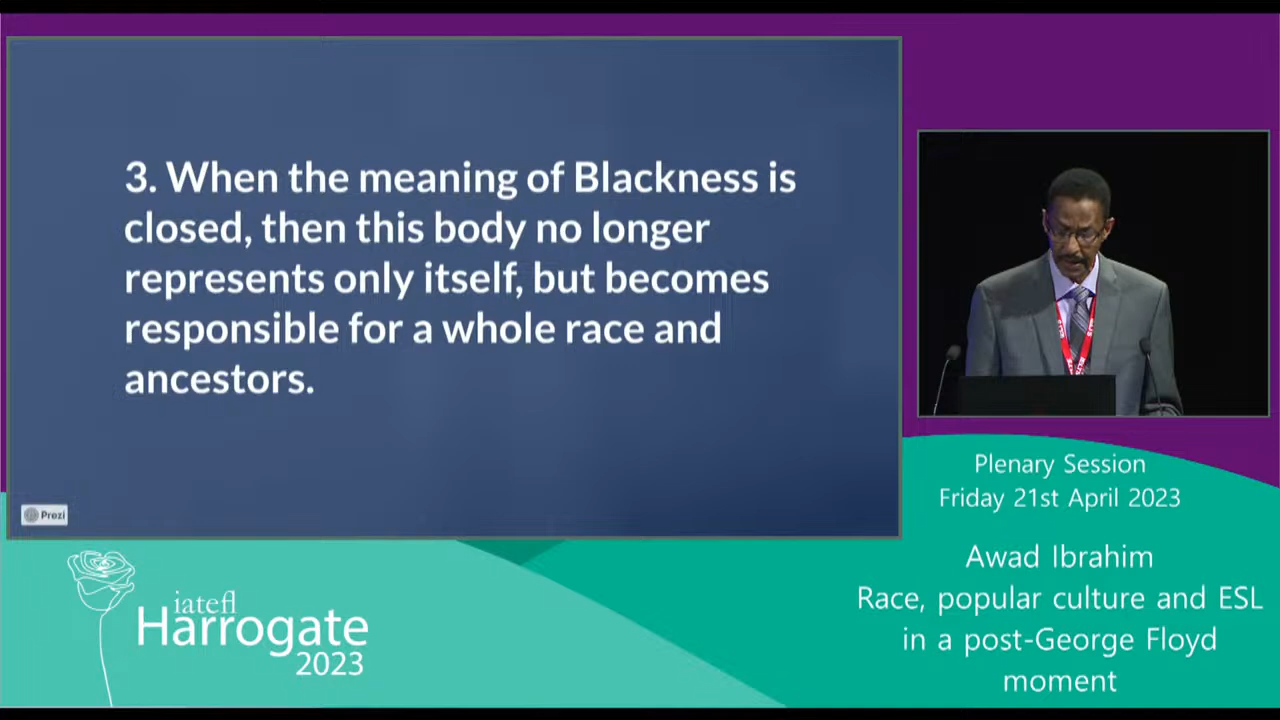 3. When the meaning of Blackness is
closed, then this body no longer
represents only itself, but becomes
responsible for a whole race and
ancestors.
Prezi
Plenary Session
Friday 21st April 2023
Awad Ibrahim
Race, popular culture and ESL
in a post-George Floyd
moment
iatefl
Harrogate
2023